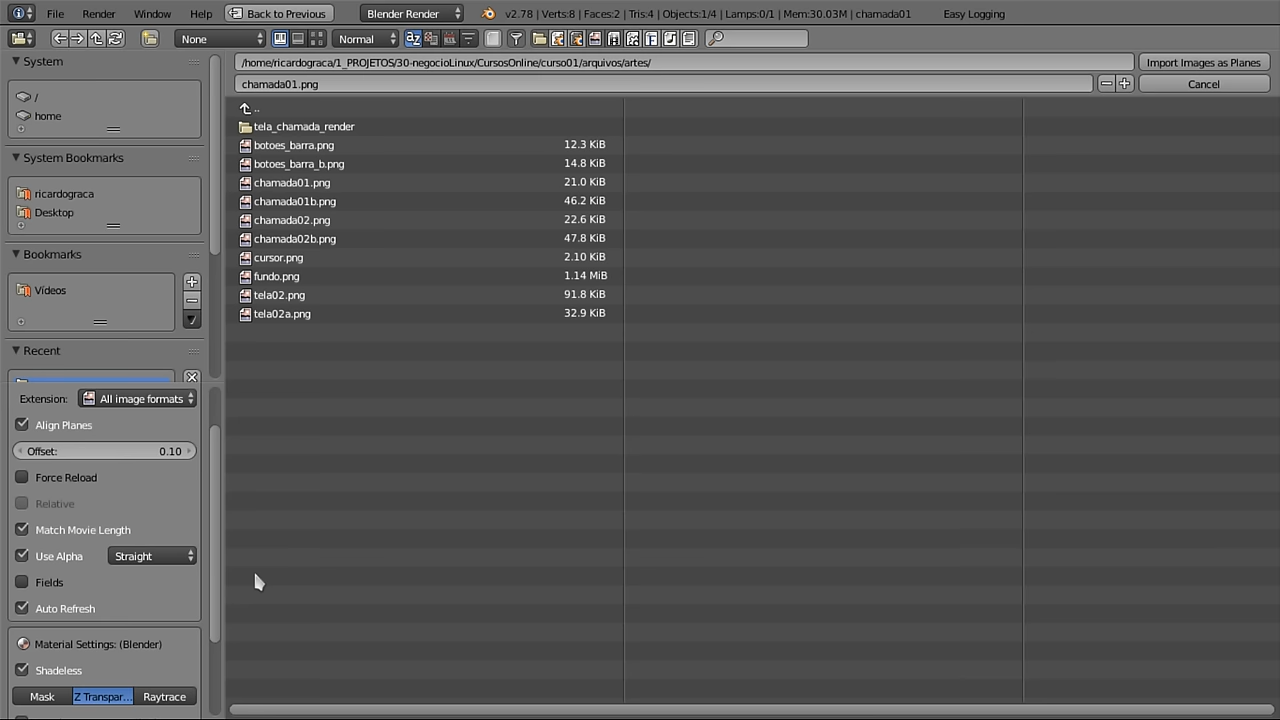 File Render Window Help Back to Previous Blender Render v2.78 | Verts:8 | Faces:2 | Tris:4 | Objects:1/4 | Lamps:0/1 | Mem:30.03M | chamada01 Easy Logging
None Normal
System
/
home
System Bookmarks
ricardograca
Desktop
Bookmarks
Vídeos
Recent
Extension: All image formats
Align Planes
Offset: 0.10
Force Reload
Relative
Match Movie Length
Use Alpha Straight
Fields
Auto Refresh
Material Settings: (Blender)
Shadeless
Mask Z Transpar... Raytrace
/home/ricardograca/1_PROJETOS/30-negocioLinux/CursosOnline/curso01/arquivos/artes/ Import Images as Planes
chamada01.png Cancel
..
tela_chamada_render
botoes_barra.png 12.3 KiB
botoes_barra_b.png 14.8 KiB
chamada01.png 21.0 KiB
chamada01b.png 46.2 KiB
chamada02.png 22.6 KiB
chamada02b.png 47.8 KiB
cursor.png 2.10 KiB
fundo.png 1.14 MiB
tela02.png 91.8 KiB
tela02a.png 32.9 KiB